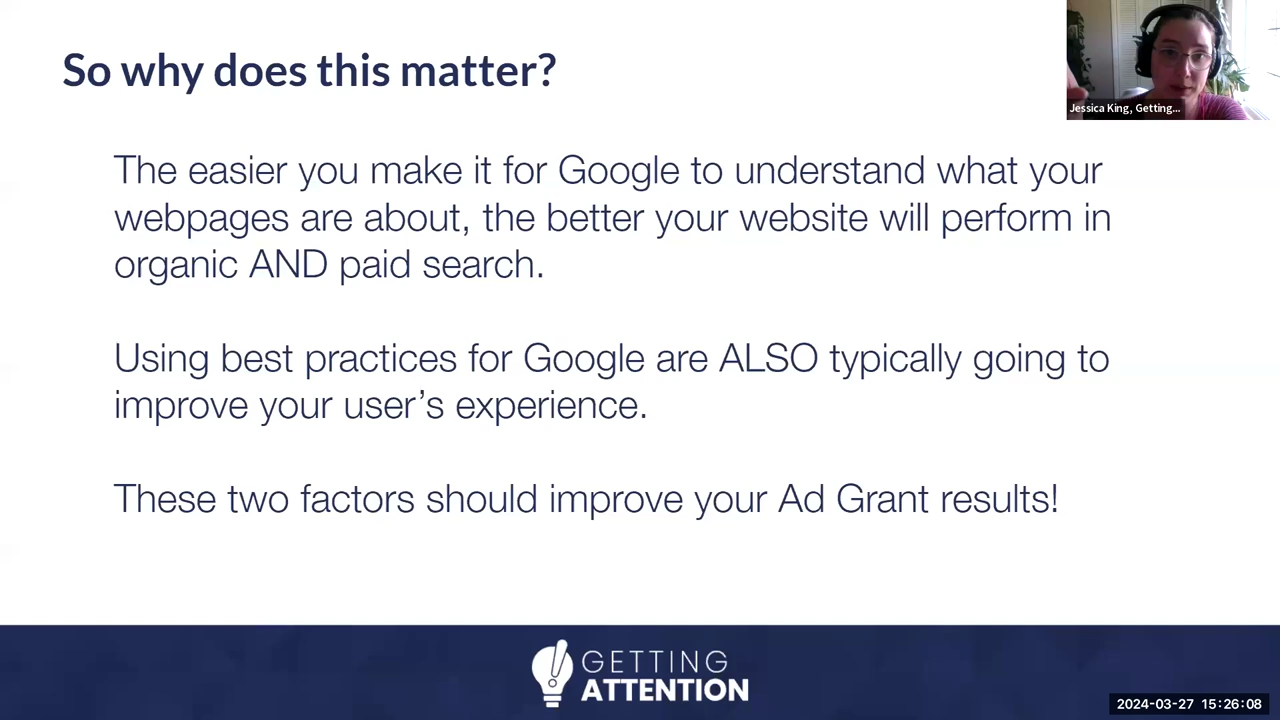 So why does this matter?
Jessica King, Getting...
The easier you make it for Google to understand what your
webpages are about, the better your website will perform in
organic AND paid search.
Using best practices for Google are ALSO typically going to
improve your user’s experience.
These two factors should improve your Ad Grant results!
GETTING
ATTENTION
2024-03-27 15:26:08